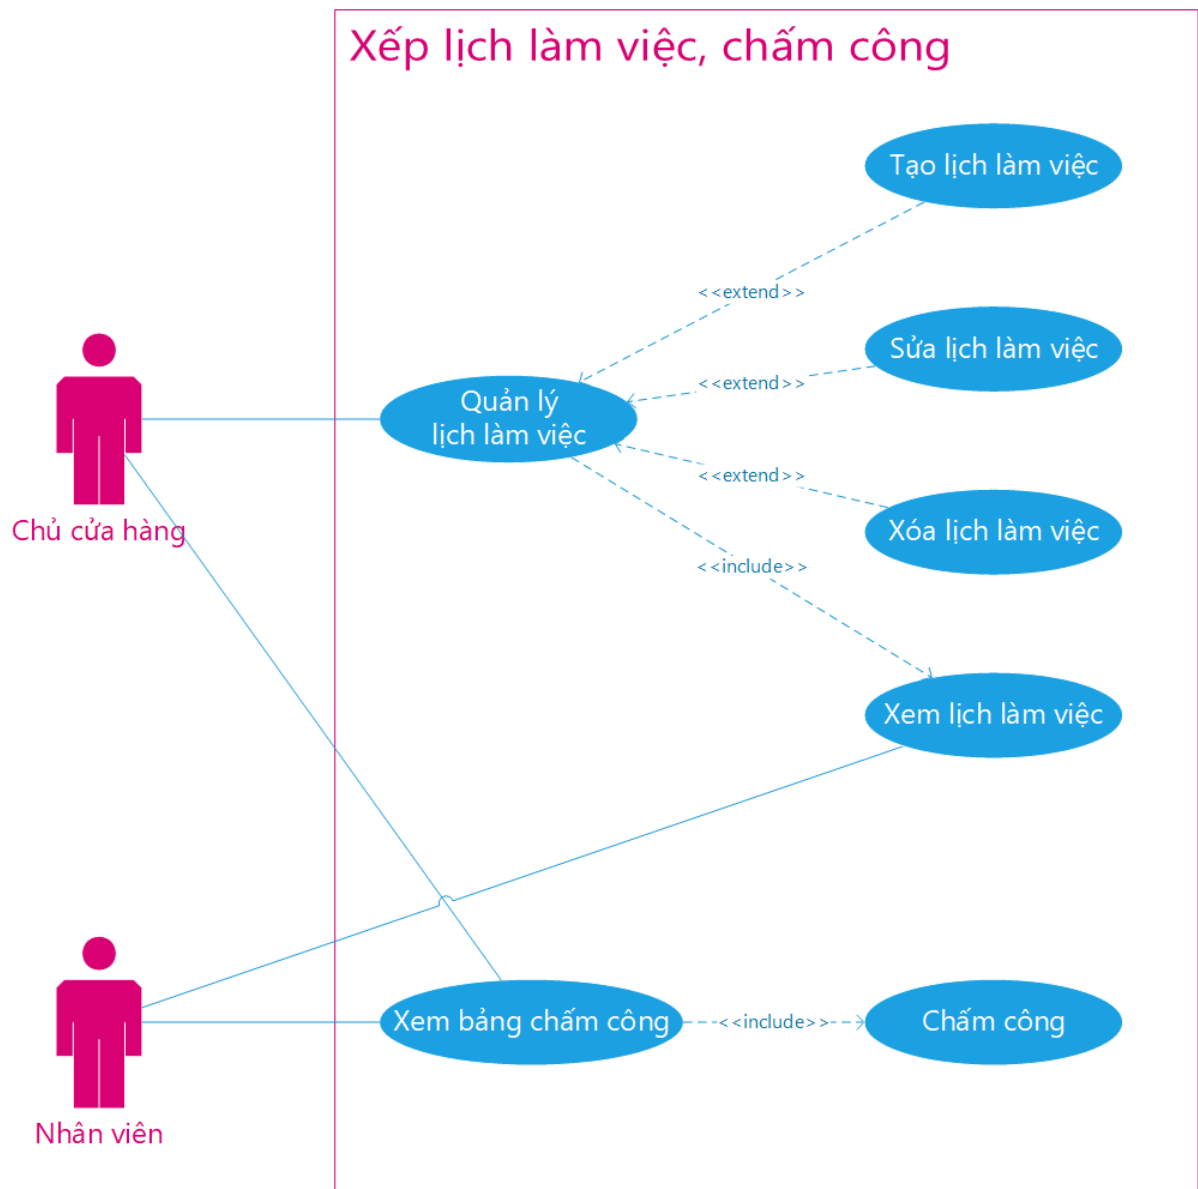 Xếp lịch làm việc, chấm công
Tạo lịch làm việc
<<extend>>
Sửa lịch làm việc
<<extend>>
Quản lý
lịch làm việc
<<extend>>
Chủ cửa hàng
Xóa lịch làm việc
<<include>>
Xem lịch làm việc
Xem bảng chấm công
<<include>>
Chấm công
Nhân viên